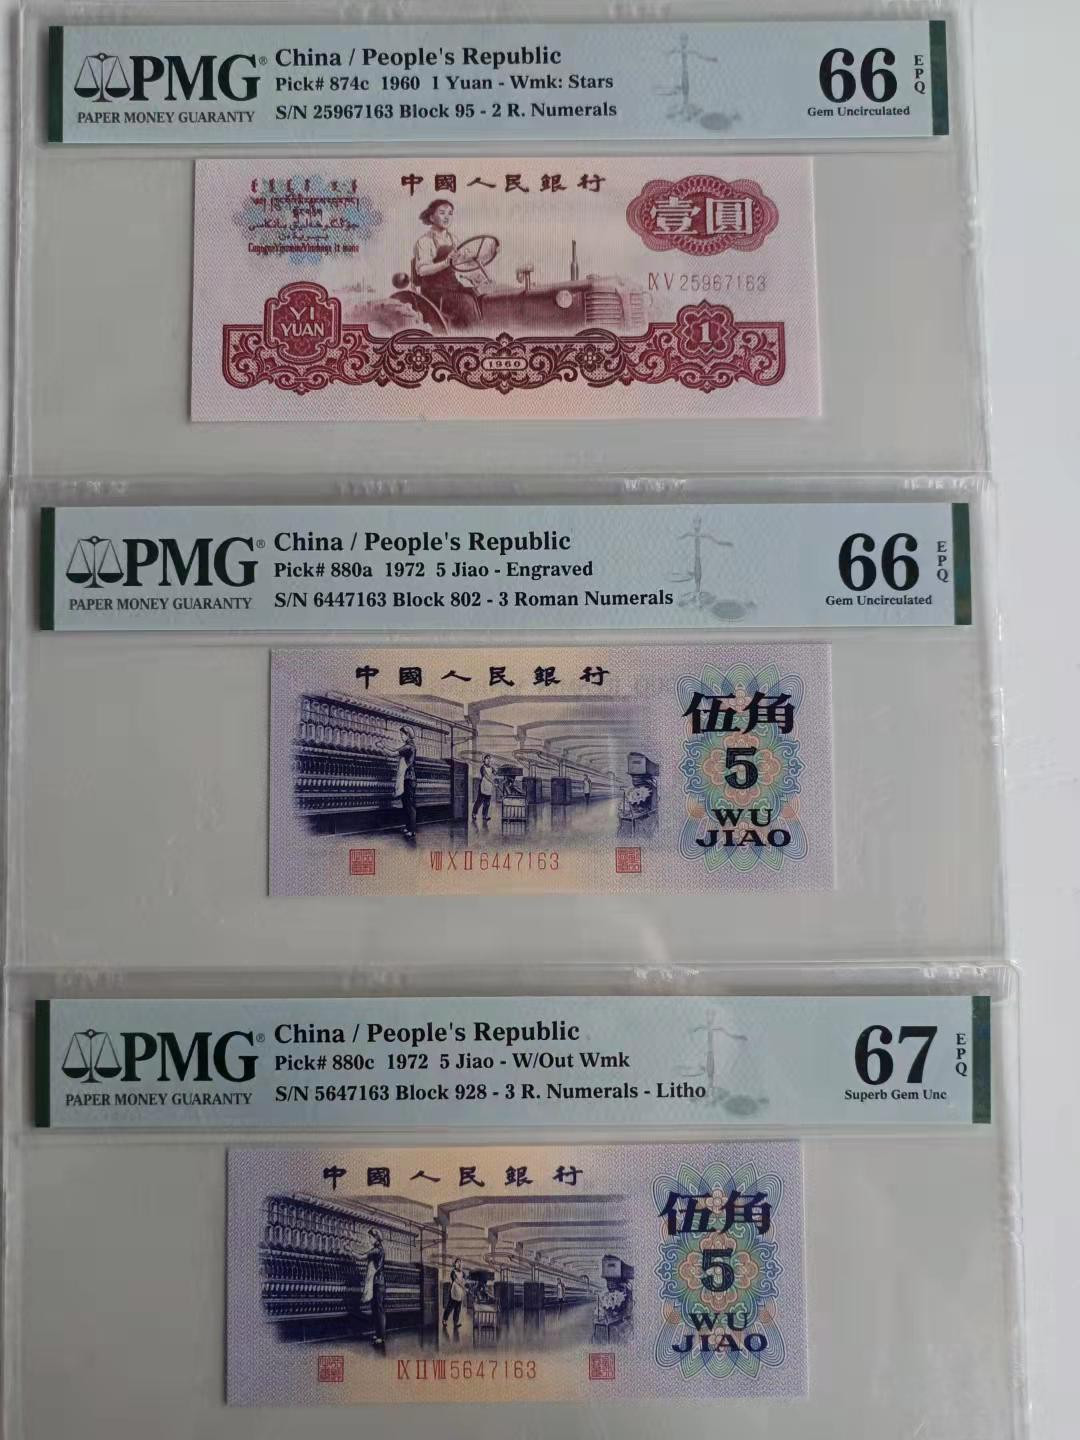 PMG® China / People's Republic 66 EPQ
Pick# 874c 1960 1 Yuan - Wmk: Stars
PAPER MONEY GUARANTY S/N 25967163 Block 95 - 2 R. Numerals Gem Uncirculated
中國人民銀行
壹圓
IX V 25967163
YI
YUAN
1
1960
PMG® China / People's Republic 66 EPQ
Pick# 880a 1972 5 Jiao - Engraved
PAPER MONEY GUARANTY S/N 6447163 Block 802 - 3 Roman Numerals Gem Uncirculated
中國人民銀行
伍角
5
WU
JIAO
VIII X II 6447163
PMG® China / People's Republic 67 EPQ
Pick# 880c 1972 5 Jiao - W/Out Wmk
PAPER MONEY GUARANTY S/N 5647163 Block 928 - 3 R. Numerals - Litho Superb Gem Unc
中國人民銀行
伍角
5
WU
JIAO
IX II VIII 5647163